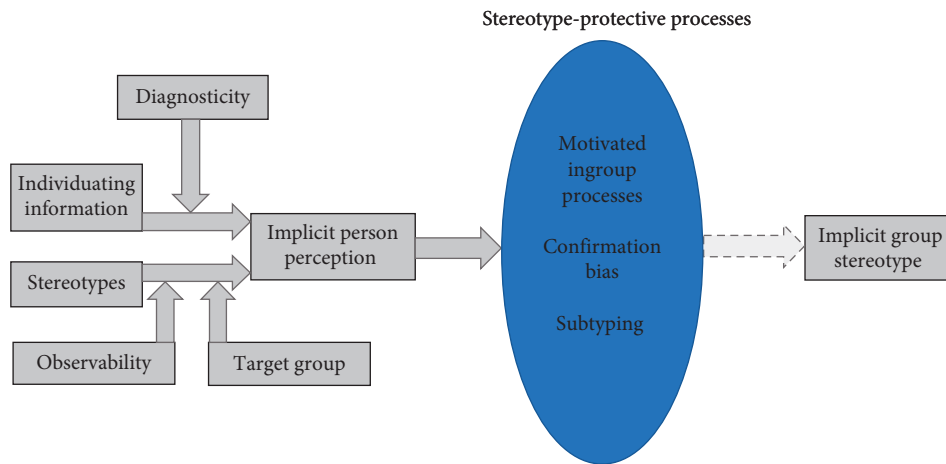 Stereotype-protective processes
Diagnosticity
Individuating
information
Stereotypes
Observability
Target group
Implicit person
perception
Motivated
ingroup
processes
Confirmation
bias
Subtyping
Implicit group
stereotype